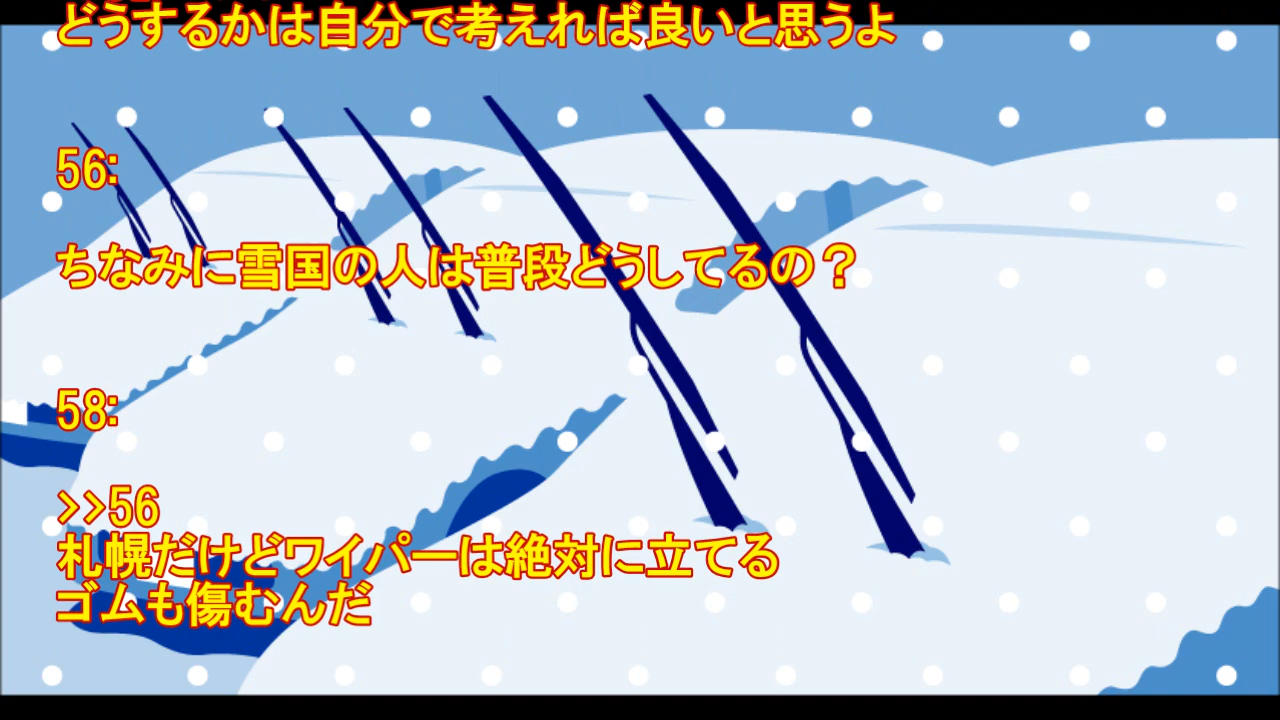 どうするかは自分で考えれば良いと思うよ
56:
ちなみに雪国の人は普段どうしてるの？
58:
>>56
札幌だけどワイパーは絶対に立てる
ゴムも傷むんだ